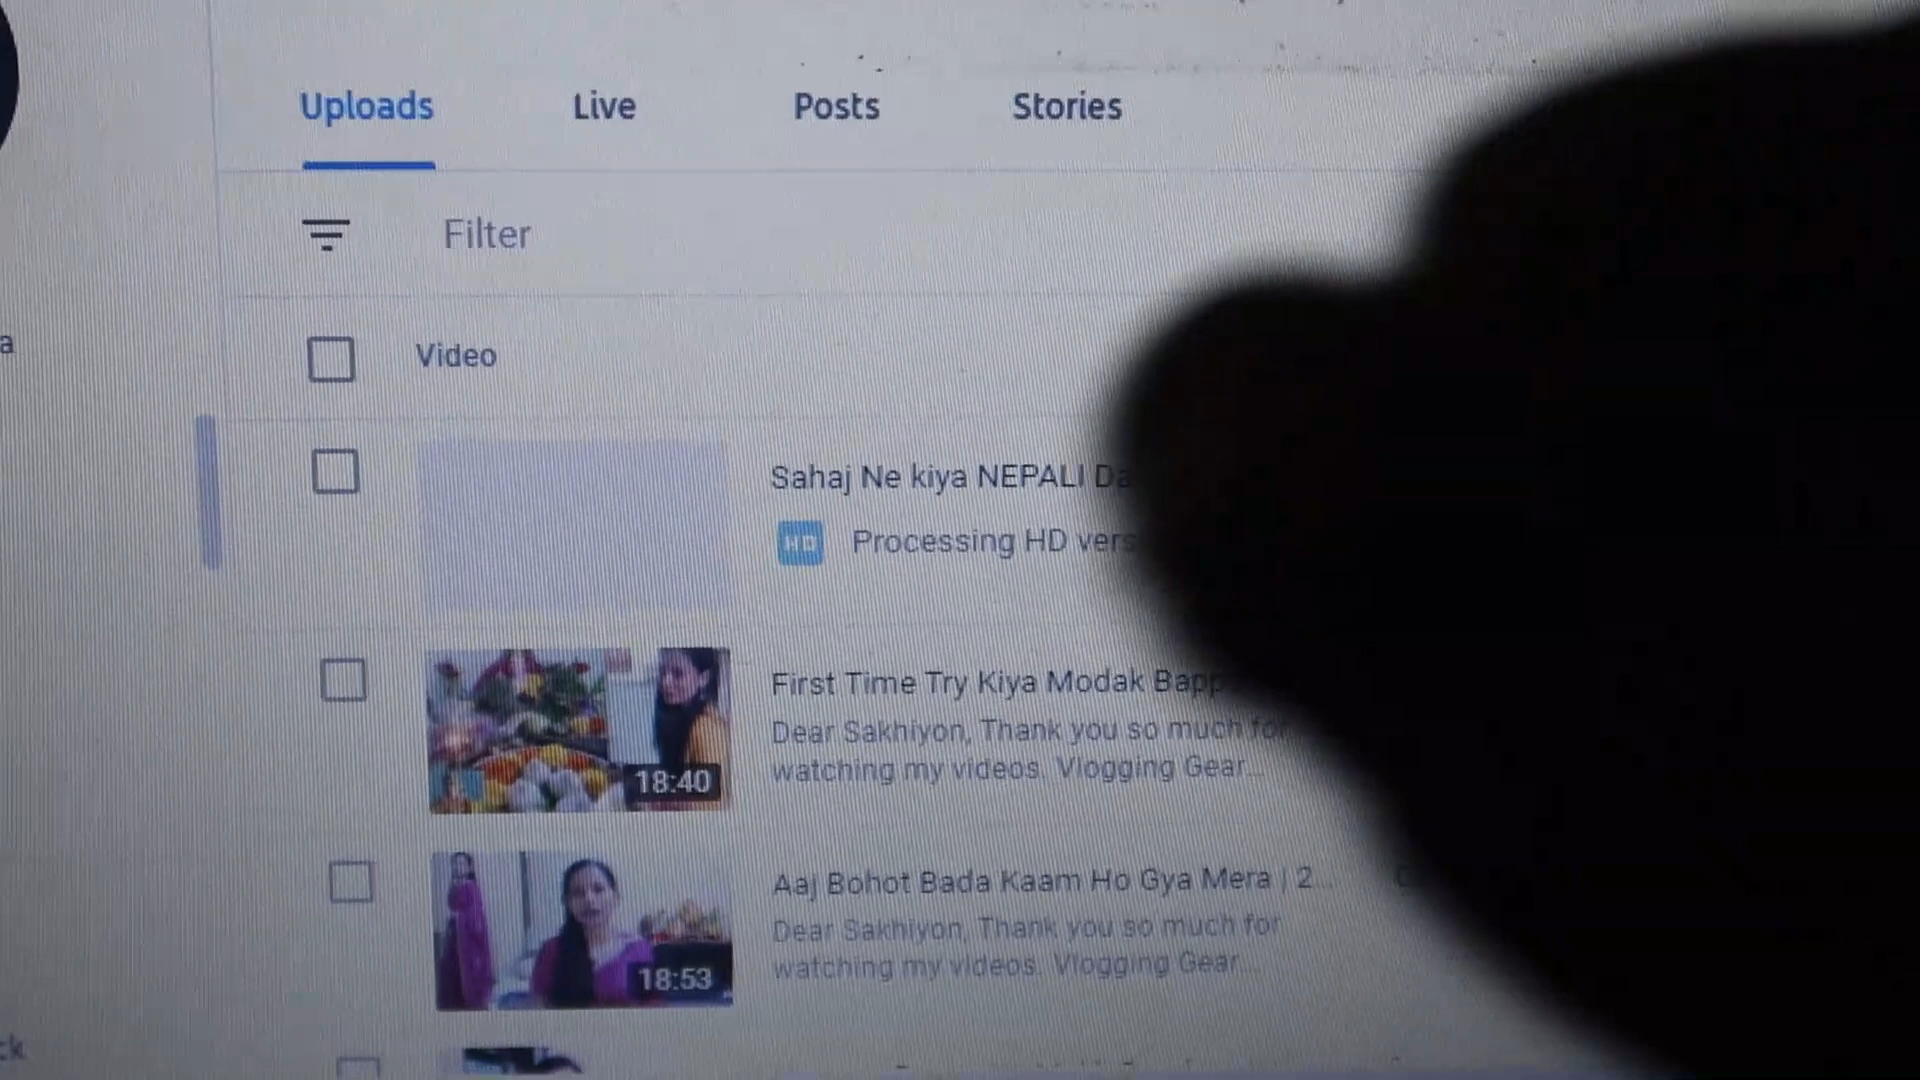 Uploads Live Posts Stories
Filter
Video
Sahaj Ne kiya NEPALI
HD Processing HD
First Time Try Kiya Modak
Dear Sakhiyon, Thank you so much for
watching my videos. Vlogging Gear...
18:40
Aaj Bohot Bada Kaam Ho Gya Mera | 2...
Dear Sakhiyon, Thank you so much for
watching my videos. Vlogging Gear...
18:53